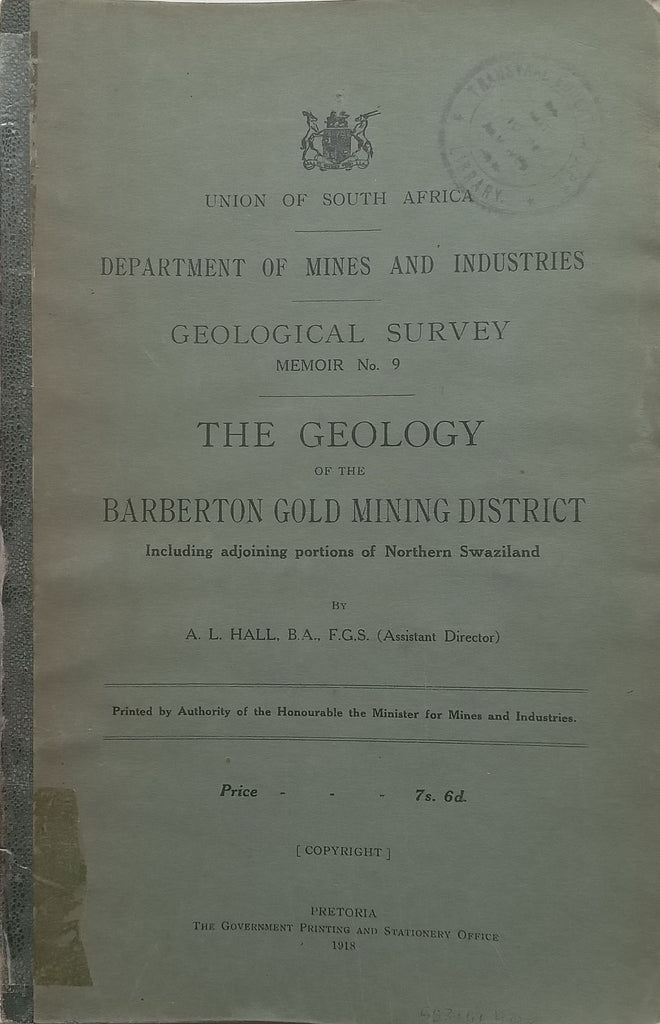 UNION OF SOUTH AFRICA
DEPARTMENT OF MINES AND INDUSTRIES
GEOLOGICAL SURVEY
MEMOIR No. 9
THE GEOLOGY
OF THE
BARBERTON GOLD MINING DISTRICT
Including adjoining portions of Northern Swaziland
BY
A. L. HALL, B.A., F.G.S. (Assistant Director)
Printed by Authority of the Honourable the Minister for Mines and Industries.
Price - - - 7s. 6d.
[COPYRIGHT]
PRETORIA
THE GOVERNMENT PRINTING AND STATIONERY OFFICE
1918
LIBRARY.